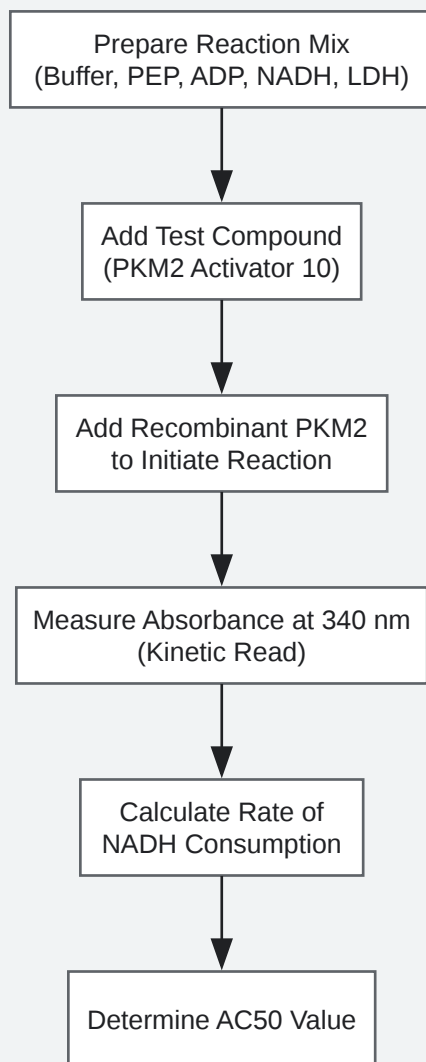 Prepare Reaction Mix
(Buffer, PEP, ADP, NADH, LDH)
Add Test Compound
(PKM2 Activator 10)
Add Recombinant PKM2
to Initiate Reaction
Measure Absorbance at 340 nm
(Kinetic Read)
Calculate Rate of
NADH Consumption
Determine AC50 Value